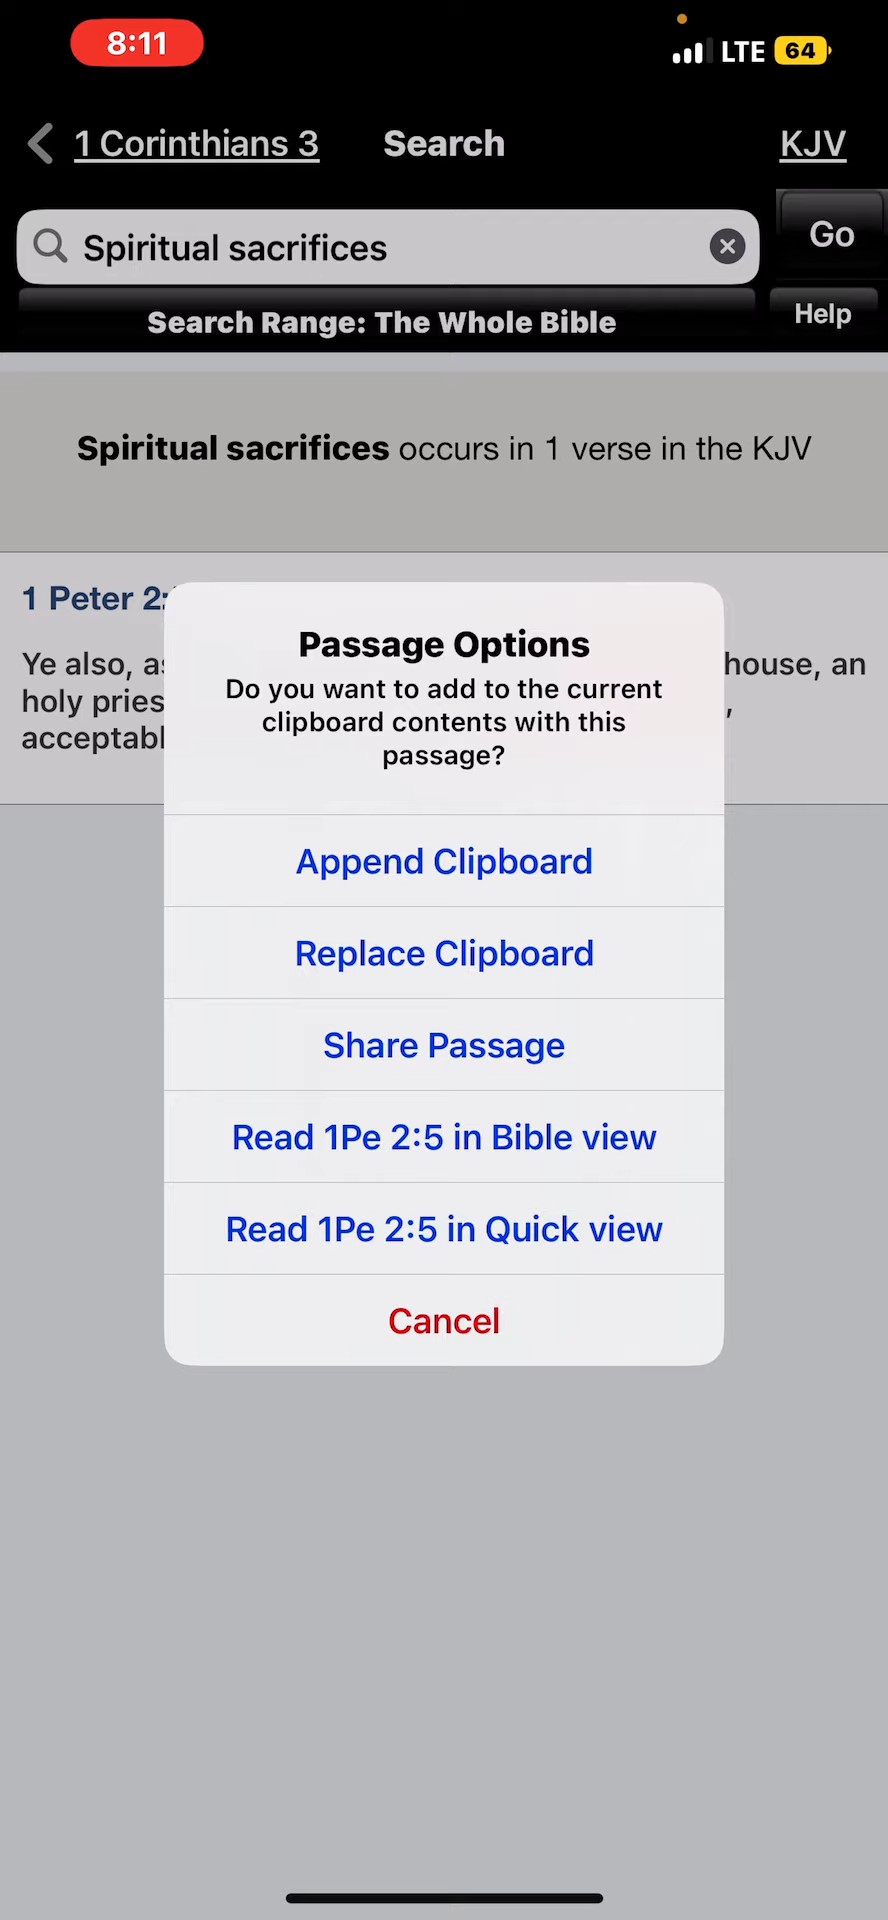 8:11
LTE 64
1 Corinthians 3 Search KJV
Spiritual sacrifices
Go
Search Range: The Whole Bible
Help
Spiritual sacrifices occurs in 1 verse in the KJV
1 Peter 2:
Ye also, as house, an
holy pries ,
acceptabl
Passage Options
Do you want to add to the current
clipboard contents with this
passage?
Append Clipboard
Replace Clipboard
Share Passage
Read 1Pe 2:5 in Bible view
Read 1Pe 2:5 in Quick view
Cancel